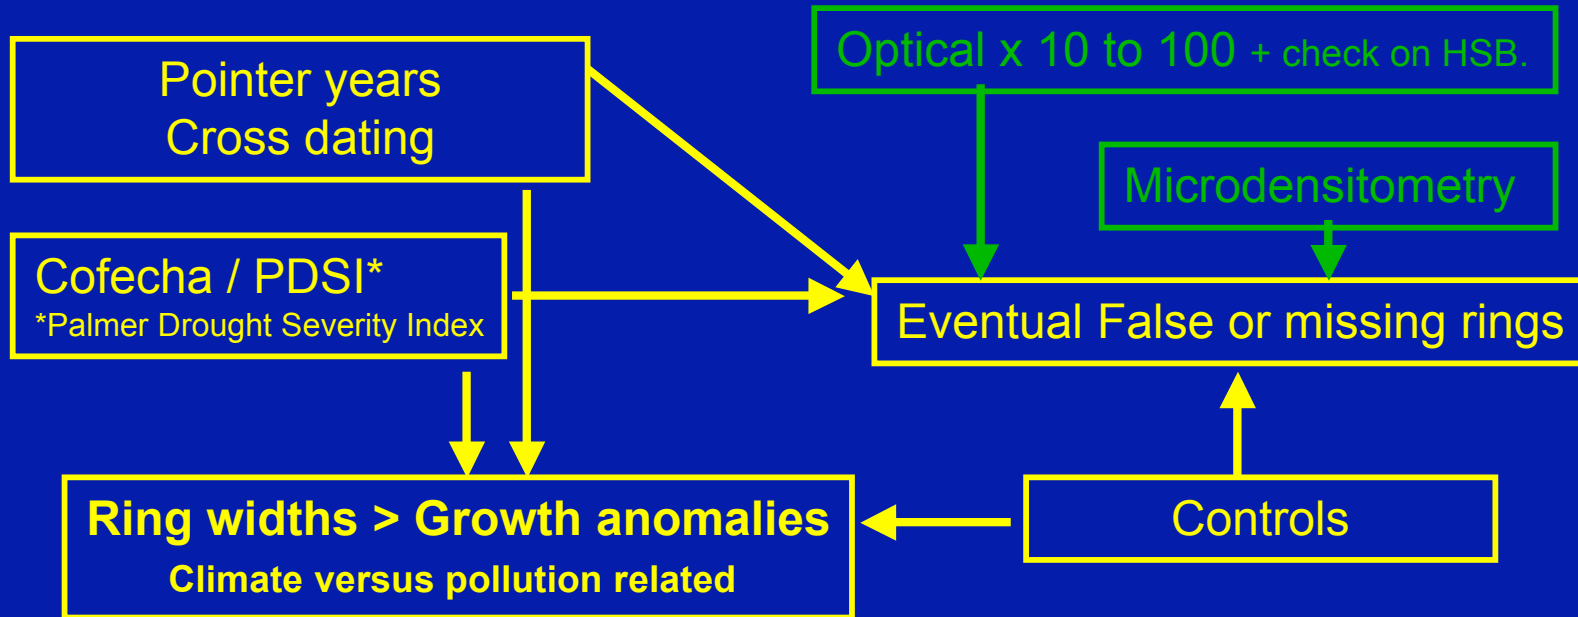 Pointer years
Cross dating
Optical x 10 to 100 + check on HSB.
Microdensitometry
Cofecha / PDSI*
*Palmer Drought Severity Index
Eventual False or missing rings
Ring widths > Growth anomalies
Climate versus pollution related
Controls